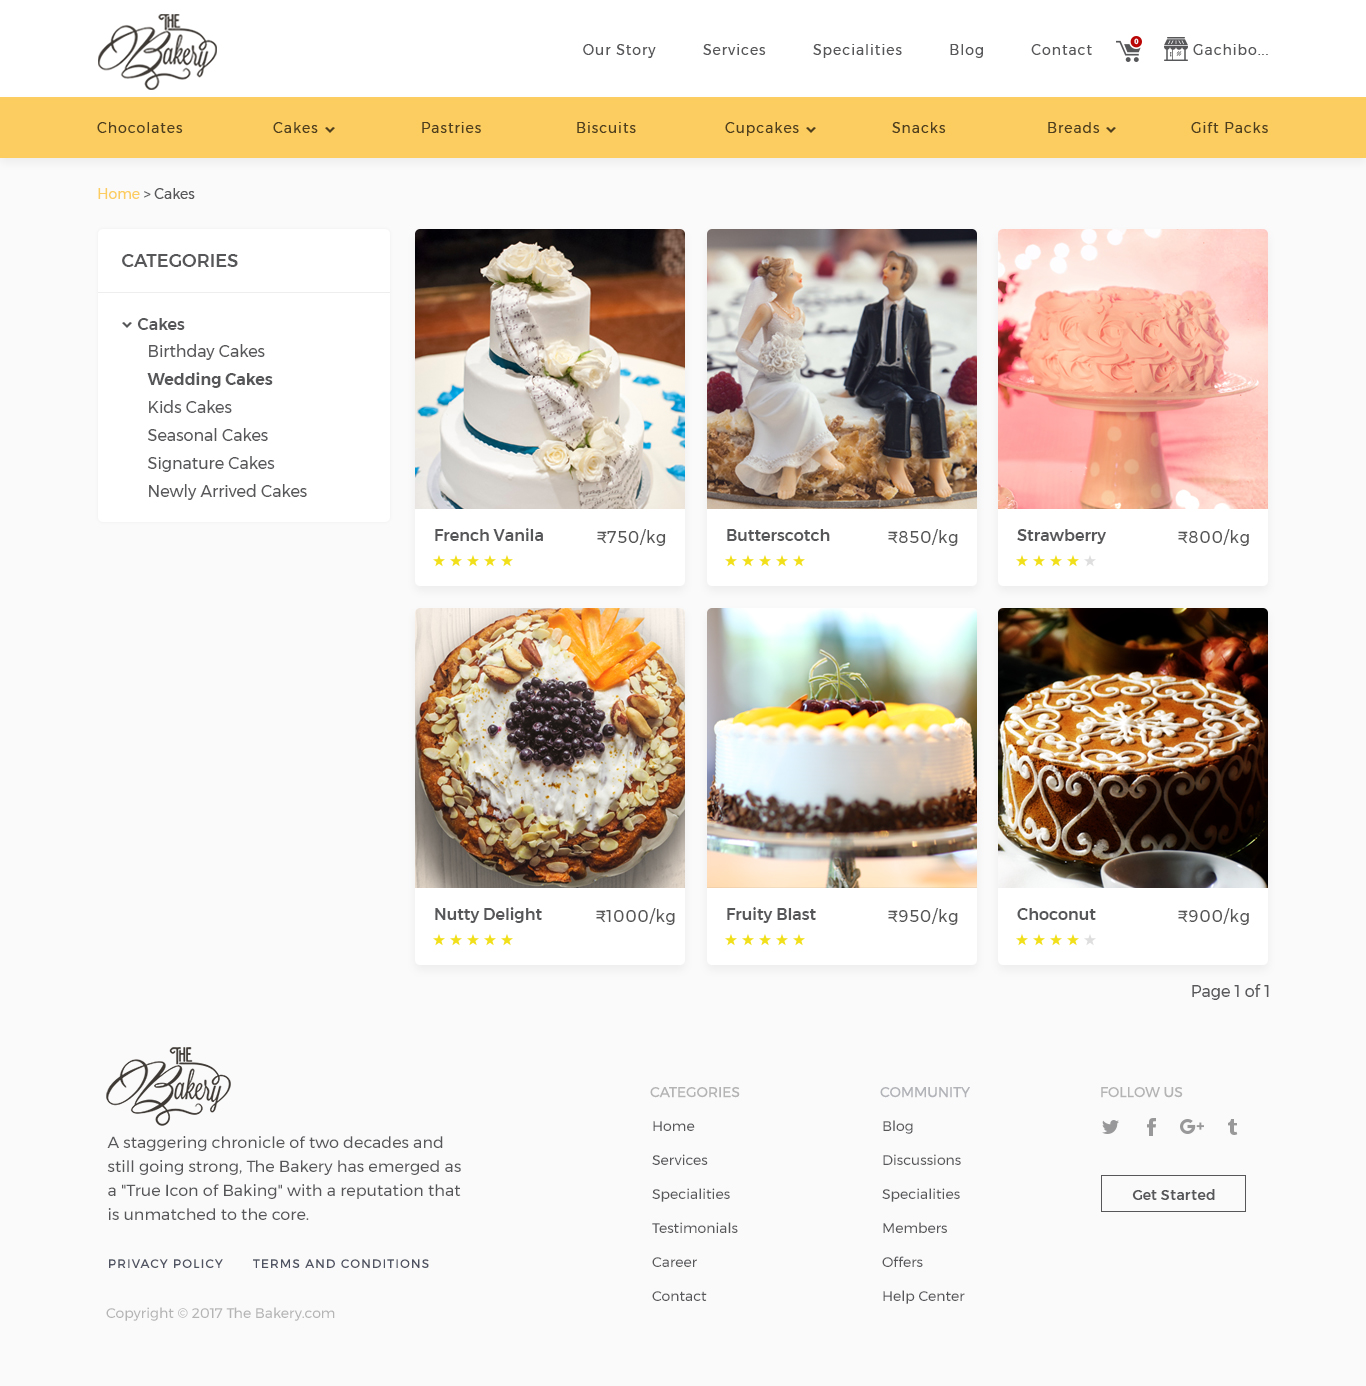 THE
Bakery
Our Story Services Specialities Blog Contact 0 Gachibo...
Chocolates Cakes Pastries Biscuits Cupcakes Snacks Breads Gift Packs
Home > Cakes
CATEGORIES
Cakes
Birthday Cakes
Wedding Cakes
Kids Cakes
Seasonal Cakes
Signature Cakes
Newly Arrived Cakes
French Vanila ₹750/kg
Butterscotch ₹850/kg
Strawberry ₹800/kg
Nutty Delight ₹1000/kg
Fruity Blast ₹950/kg
Choconut ₹900/kg
Page 1 of 1
THE
Bakery
A staggering chronicle of two decades and
still going strong, The Bakery has emerged as
a "True Icon of Baking" with a reputation that
is unmatched to the core.
PRIVACY POLICY TERMS AND CONDITIONS
Copyright © 2017 The Bakery.com
CATEGORIES
Home
Services
Specialities
Testimonials
Career
Contact
COMMUNITY
Blog
Discussions
Specialities
Members
Offers
Help Center
FOLLOW US
f G+ t
Get Started